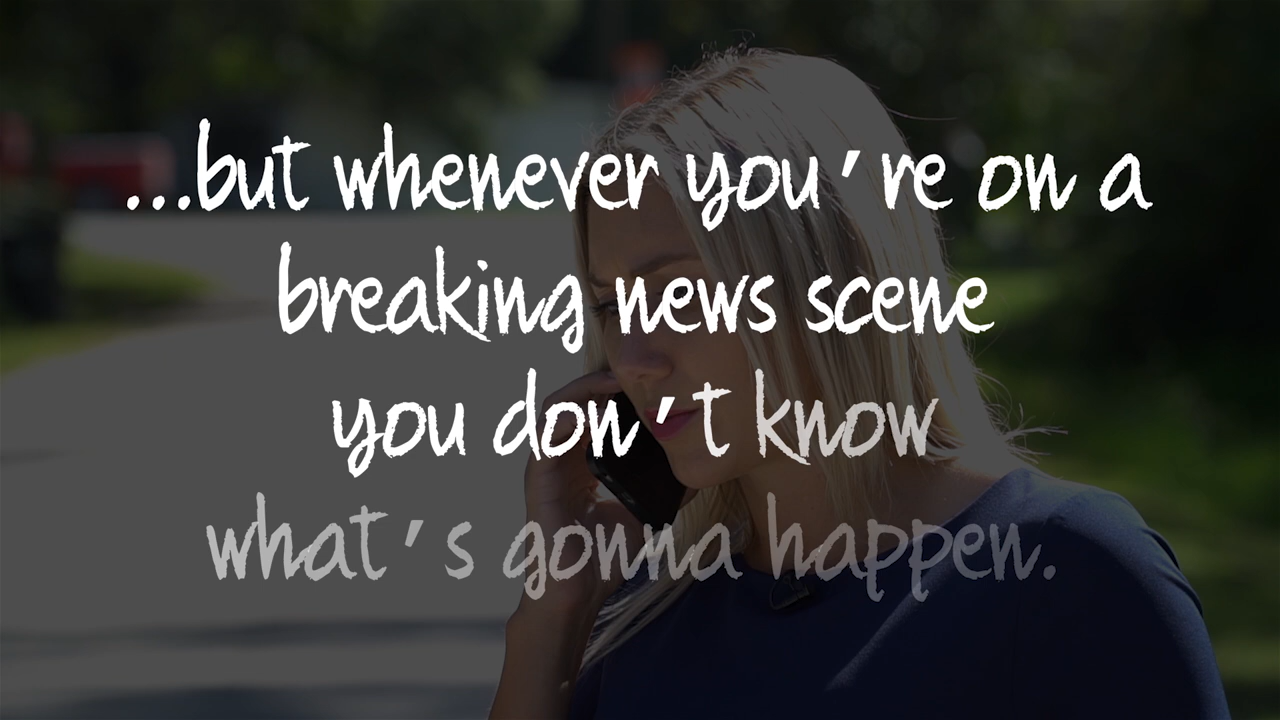 ...but whenever you're on a
breaking news scene
you don't know
what's gonna happen.